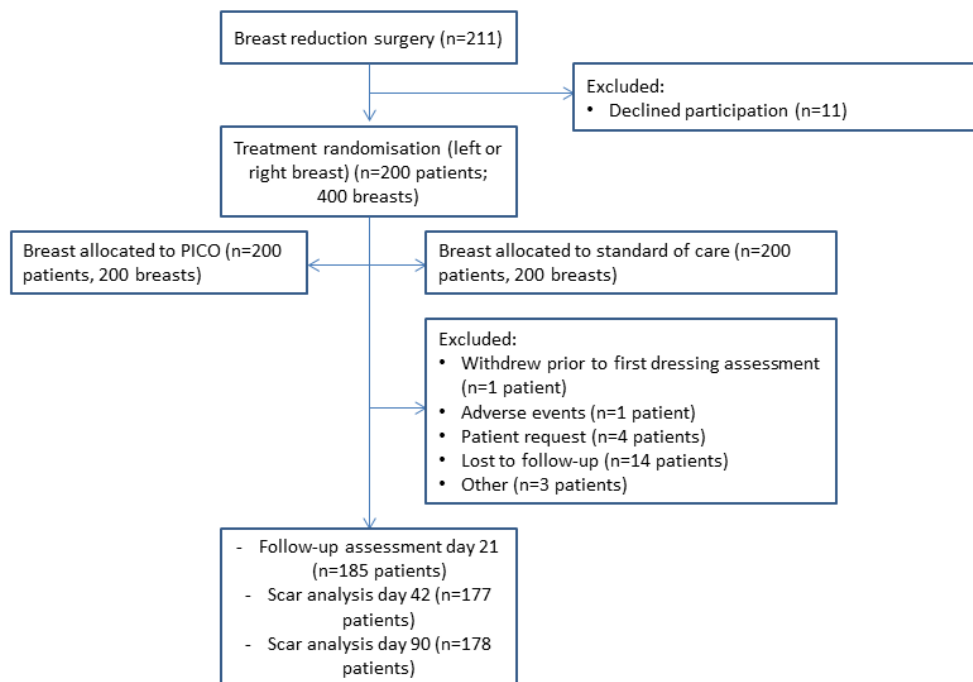 Breast reduction surgery (n=211)
Excluded:
• Declined participation (n=11)
Treatment randomisation (left or
right breast) (n=200 patients;
400 breasts)
Breast allocated to PICO (n=200
patients, 200 breasts)
Breast allocated to standard of care (n=200
patients, 200 breasts)
Excluded:
• Withdrew prior to first dressing assessment
(n=1 patient)
• Adverse events (n=1 patient)
• Patient request (n=4 patients)
• Lost to follow-up (n=14 patients)
• Other (n=3 patients)
- Follow-up assessment day 21
(n=185 patients)
- Scar analysis day 42 (n=177
patients)
- Scar analysis day 90 (n=178
patients)